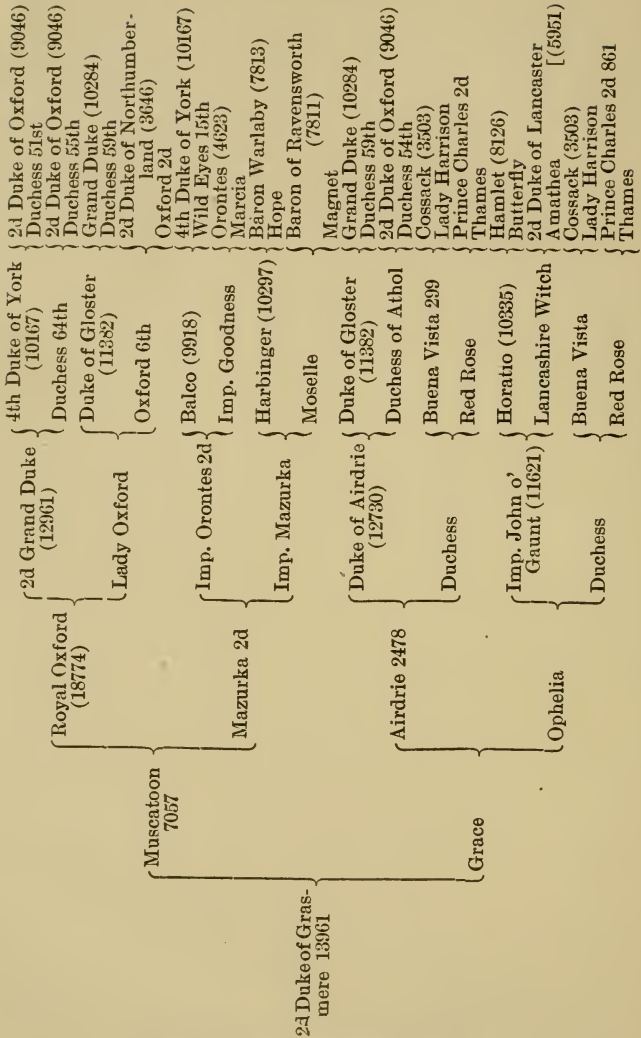 2d Duke of Gras-
mere 13961
Muscatoon
7057
Grace
Royal Oxford
(18774)
Mazurka 2d
Airdrie 2478
Ophelia
2d Grand Duke
(12961)
Lady Oxford
Imp. Orontes 2d
Imp. Mazurka
Duke of Airdrie
(12730)
Duchess
Imp. John o'
Gaunt (11621)
Duchess
4th Duke of York
(10167)
Duchess 64th
Duke of Gloster
(11382)
Oxford 6th
Balco (9918)
Imp. Goodness
Harbinger (10297)
Moselle
Duke of Gloster
(11382)
Duchess of Athol
Buena Vista 299
Red Rose
Horatio (10335)
Lancashire Witch
Buena Vista
Red Rose
2d Duke of Oxford (9046)
Duchess 51st
2d Duke of Oxford (9046)
Duchess 55th
Grand Duke (10284)
Duchess 59th
2d Duke of Northumber-
land (3646)
Oxford 2d
4th Duke of York (10167)
Wild Eyes 15th
Orontes (4623)
Marcia
Baron Warlaby (7813)
Hope
Baron of Ravensworth
(7811)
Magnet
Grand Duke (10284)
Duchess 59th
2d Duke of Oxford (9046)
Duchess 54th
Cossack (3503)
Lady Harrison
Prince Charles 2d
Thames
Hamlet (8126)
Butterfly
2d Duke of Lancaster
Amathea [(5951)
Cossack (3503)
Lady Harrison
Prince Charles 2d 861
Thames